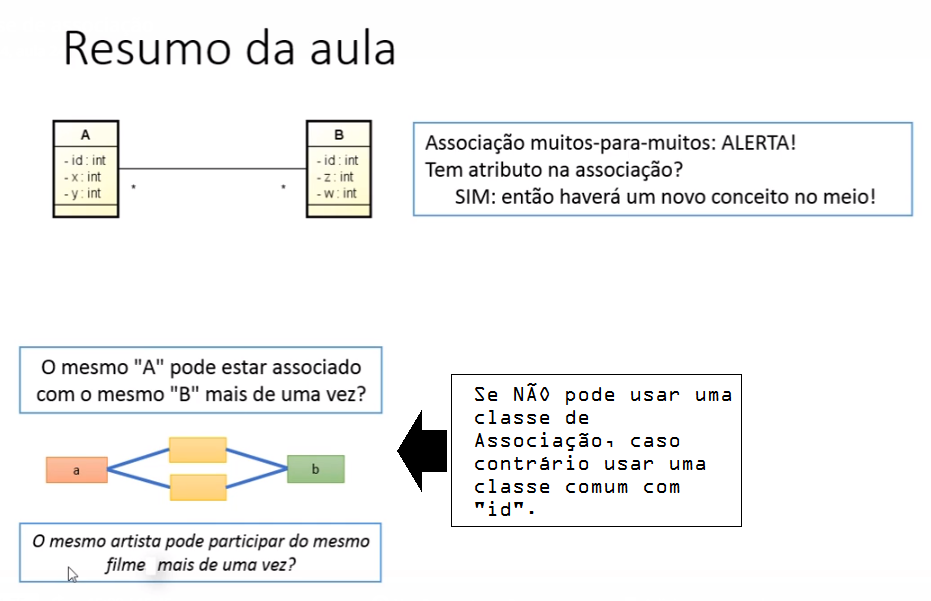 Resumo da aula
A
- id : int
- x : int
- y : int
*
*
B
- id : int
- z : int
- w : int
Associação muitos-para-muitos: ALERTA!
Tem atributo na associação?
SIM: então haverá um novo conceito no meio!
O mesmo "A" pode estar associado
com o mesmo "B" mais de uma vez?
a
b
O mesmo artista pode participar do mesmo
filme mais de uma vez?
Se NÃO pode usar uma
classe de
Associação, caso
contrário usar uma
classe comum com
"id".